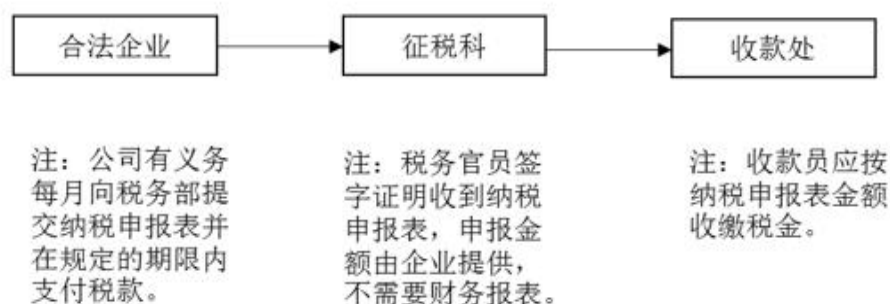 合法企业
征税科
收款处
注：公司有义务
每月向税务部提
交纳税申报表并
在规定的期限内
支付税款。
注：税务官员签
字证明收到纳税
申报表，申报金
额由企业提供，
不需要财务报表。
注：收款员应按
纳税申报表金额
收缴税金。